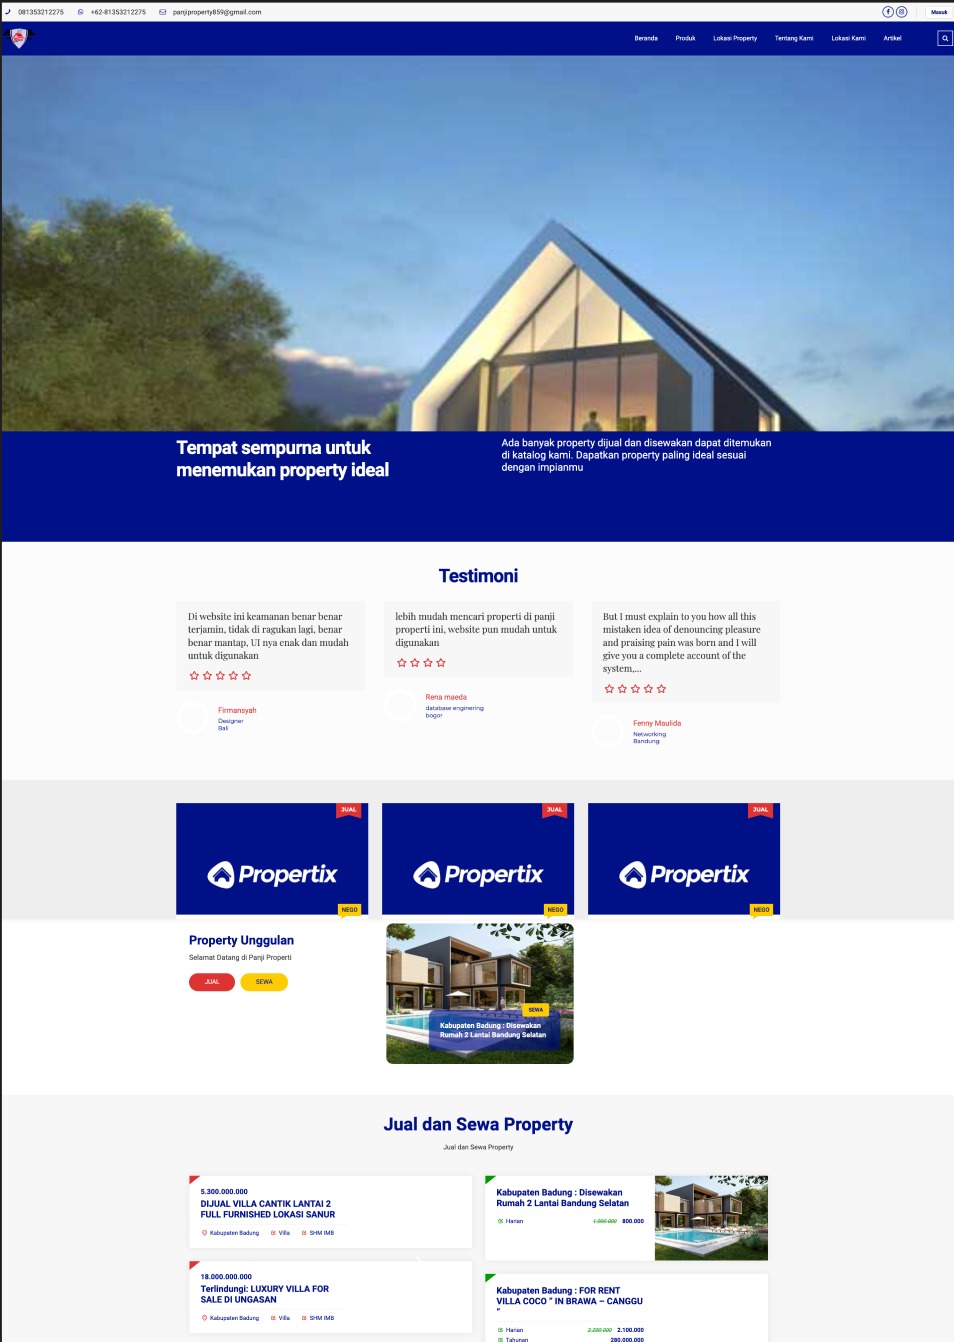 081353212275 +62-81353212275 panjiproperty859@gmail.com Masuk
Beranda Produk Lokasi Property Tentang Kami Lokasi Kami Artikel
Tempat sempurna untuk
menemukan property ideal
Ada banyak property dijual dan disewakan dapat ditemukan
di katalog kami. Dapatkan property paling ideal sesuai
dengan impianmu
Testimoni
Di website ini keamanan benar benar
terjamin, tidak di ragukan lagi, benar
benar mantap, UI nya enak dan mudah
untuk digunakan
Firmansyah
Designer
Bali
lebih mudah mencari properti di panji
properti ini, website pun mudah untuk
digunakan
Rena maeda
database enginering
bogor
But I must explain to you how all this
mistaken idea of denouncing pleasure
and praising pain was born and I will
give you a complete account of the
system,...
Fenny Maulida
Networking
Bandung
JUAL
Propertix
NEGO
JUAL
Propertix
NEGO
JUAL
Propertix
NEGO
Property Unggulan
Selamat Datang di Panji Properti
JUAL SEWA
SEWA
Kabupaten Badung : Disewakan
Rumah 2 Lantai Bandung Selatan
Jual dan Sewa Property
Jual dan Sewa Property
5.300.000.000
DIJUAL VILLA CANTIK LANTAI 2
FULL FURNISHED LOKASI SANUR
Kabupaten Badung Villa SHM IMB
18.000.000.000
Terlindungi: LUXURY VILLA FOR
SALE DI UNGASAN
Kabupaten Badung Villa SHM IMB
Kabupaten Badung : Disewakan
Rumah 2 Lantai Bandung Selatan
Harian 1.000.000 800.000
Kabupaten Badung : FOR RENT
VILLA COCO " IN BRAWA – CANGGU
"
Harian 2.200.000 2.100.000
Tahunan 280.000.000